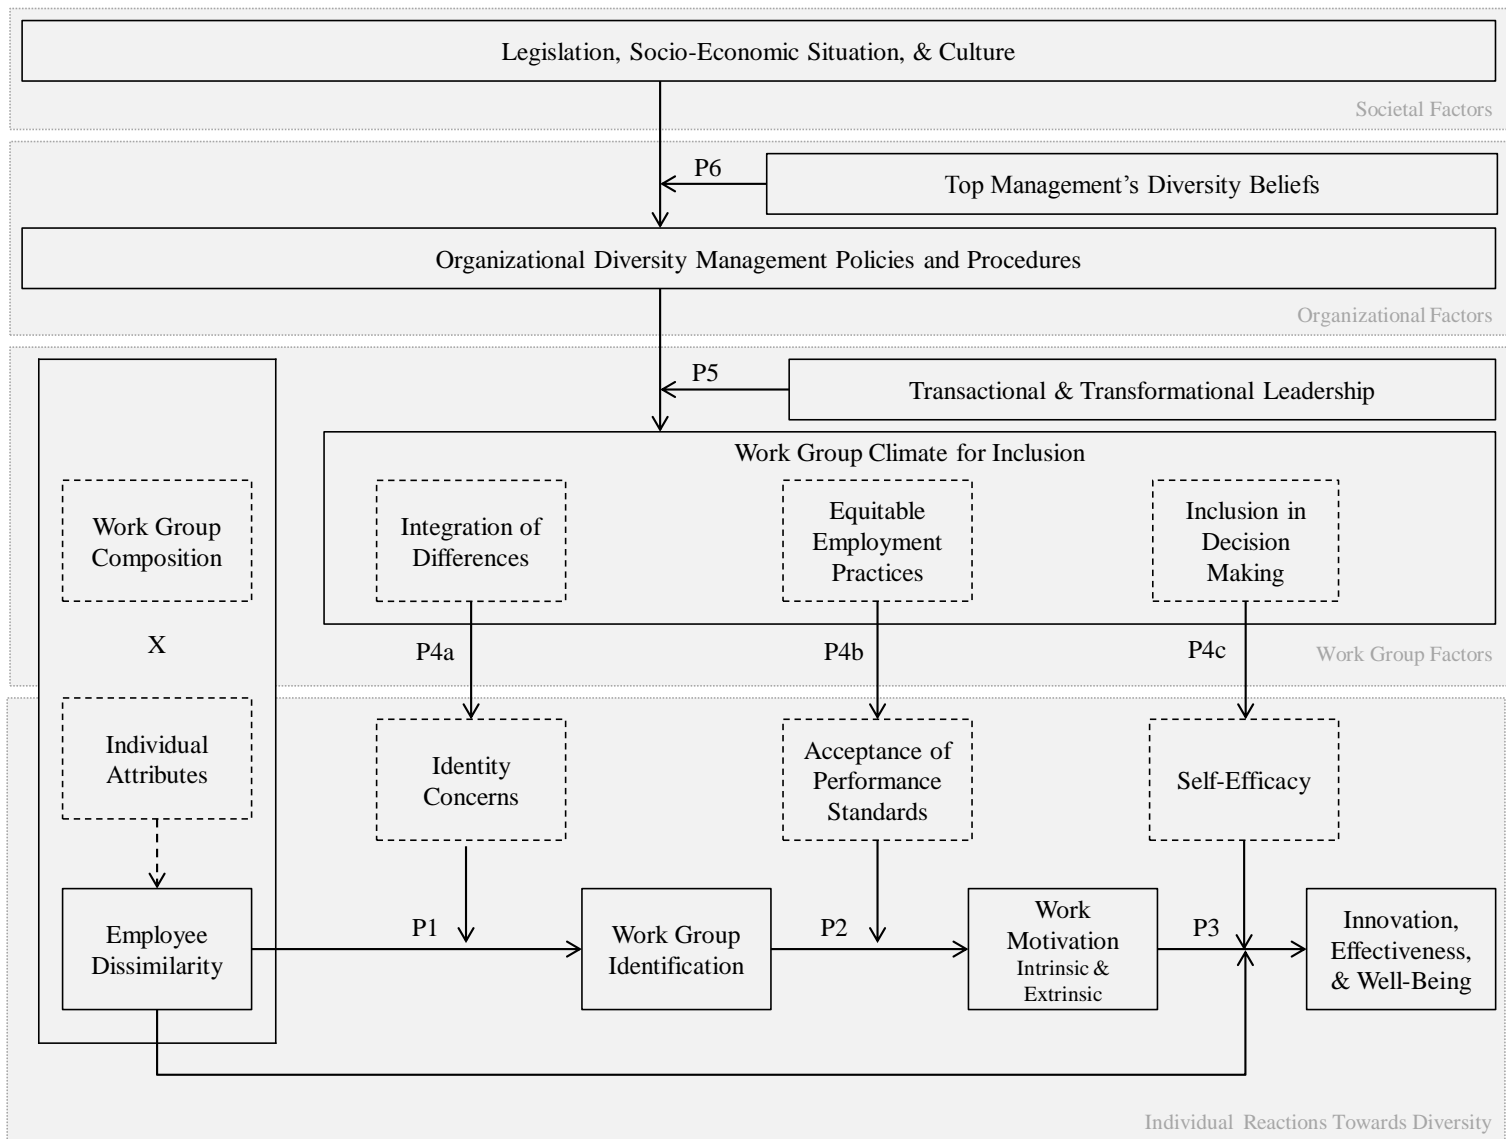 Legislation, Socio-Economic Situation, & Culture
Societal Factors
P6
Top Management’s Diversity Beliefs
Organizational Diversity Management Policies and Procedures
Organizational Factors
P5
Transactional & Transformational Leadership
Work Group Climate for Inclusion
Work Group
Composition
Integration of
Differences
Equitable
Employment
Practices
Inclusion in
Decision
Making
X
P4a
P4b
P4c
Work Group Factors
Individual
Attributes
Identity
Concerns
Acceptance of
Performance
Standards
Self-Efficacy
Employee
Dissimilarity
P1
Work Group
Identification
P2
Work
Motivation
Intrinsic &
Extrinsic
P3
Innovation,
Effectiveness,
& Well-Being
Individual Reactions Towards Diversity